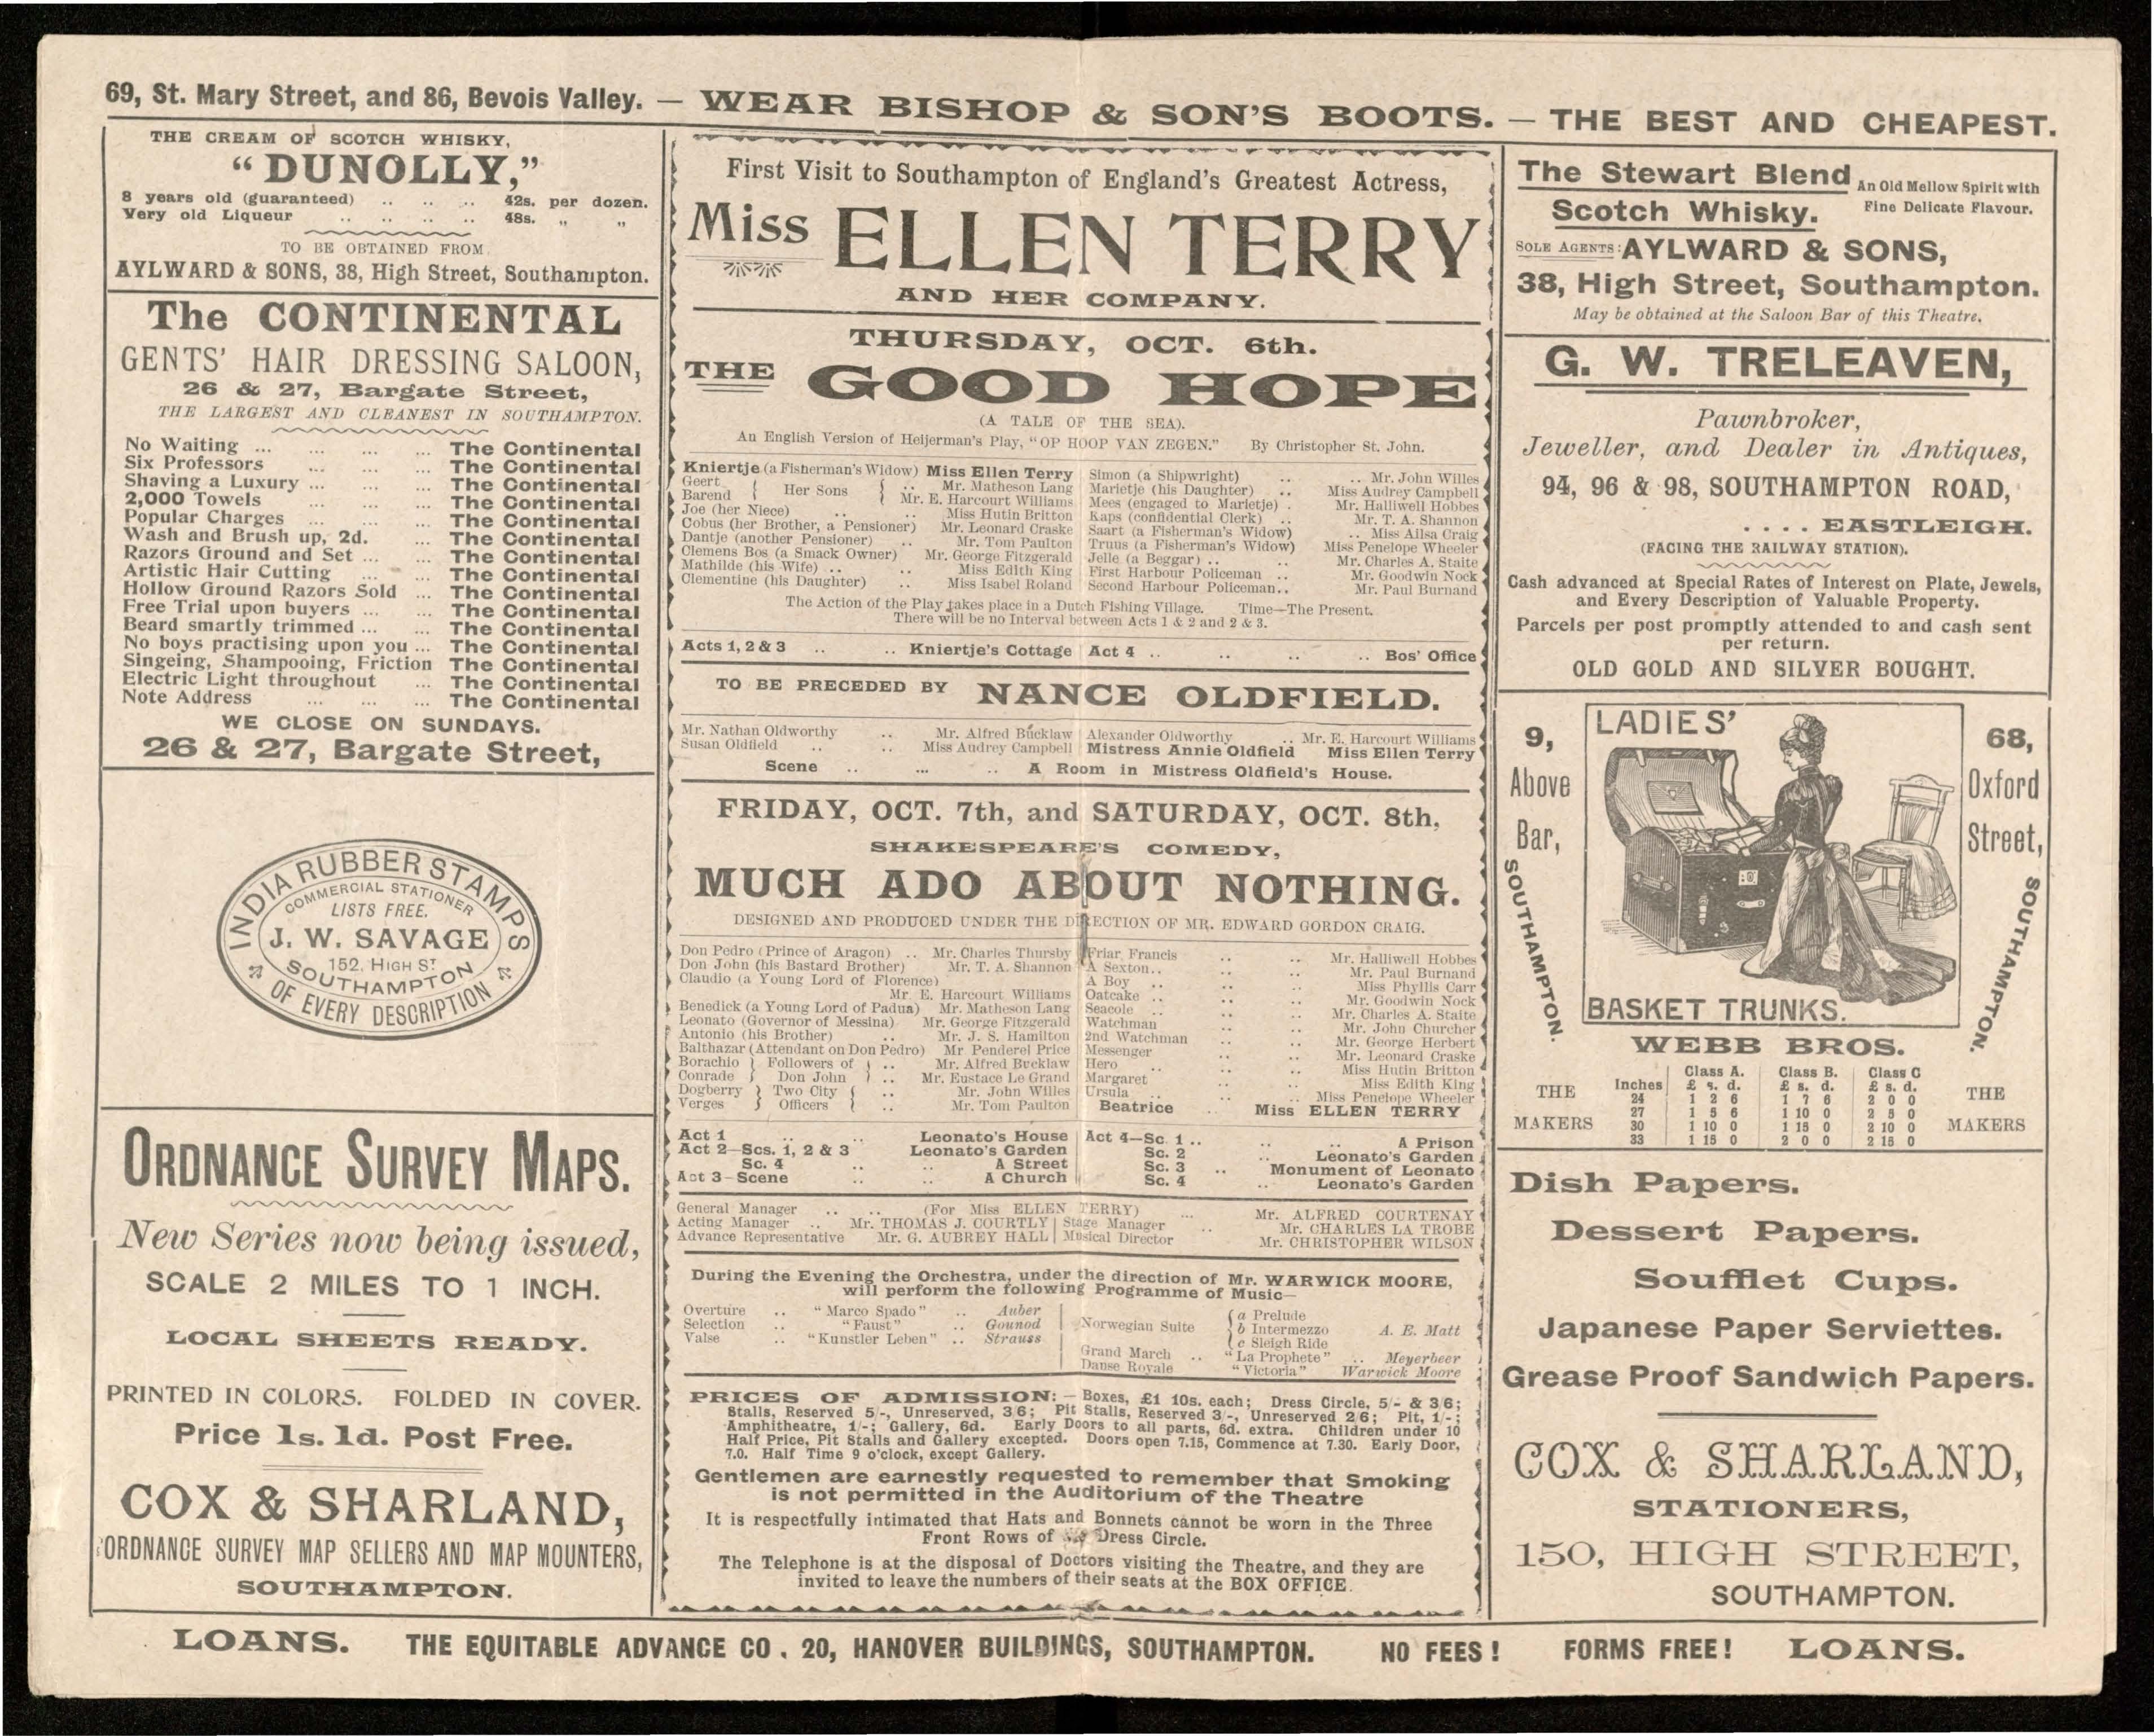 69, St. Mary Street, and 86, Bevois Valley. — WEAR BISHOP & SON'S BOOTS. — THE BEST AND CHEAPEST.
THE CREAM OF SCOTCH WHISKY,
"DUNOLLY,"
8 years old (guaranteed) .. .. .. 42s. per dozen.
Very old Liqueur .. .. .. .. 48s. „ „
TO BE OBTAINED FROM
AYLWARD & SONS, 38, High Street, Southampton.
The CONTINENTAL
GENTS' HAIR DRESSING SALOON,
26 & 27, Bargate Street,
THE LARGEST AND CLEANEST IN SOUTHAMPTON.
No Waiting ... ... ... ... The Continental
Six Professors ... ... ... The Continental
Shaving a Luxury ... ... ... The Continental
2,000 Towels ... ... ... The Continental
Popular Charges ... ... ... The Continental
Wash and Brush up, 2d. ... The Continental
Razors Ground and Set ... ... The Continental
Artistic Hair Cutting ... ... The Continental
Hollow Ground Razors Sold ... The Continental
Free Trial upon buyers ... ... The Continental
Beard smartly trimmed ... ... The Continental
No boys practising upon you ... The Continental
Singeing, Shampooing, Friction The Continental
Electric Light throughout ... The Continental
Note Address ... ... ... The Continental
WE CLOSE ON SUNDAYS.
26 & 27, Bargate Street,
INDIA RUBBER STAMPS
COMMERCIAL STATIONER
LISTS FREE.
J. W. SAVAGE
152, HIGH ST
SOUTHAMPTON
OF EVERY DESCRIPTION
ORDNANCE SURVEY MAPS.
New Series now being issued,
SCALE 2 MILES TO 1 INCH.
LOCAL SHEETS READY.
PRINTED IN COLORS. FOLDED IN COVER.
Price 1s. 1d. Post Free.
COX & SHARLAND,
ORDNANCE SURVEY MAP SELLERS AND MAP MOUNTERS,
SOUTHAMPTON.
First Visit to Southampton of England's Greatest Actress,
Miss ELLEN TERRY
AND HER COMPANY.
THURSDAY, OCT. 6th.
THE GOOD HOPE
(A TALE OF THE SEA).
An English Version of Heijerman's Play, "OP HOOP VAN ZEGEN." By Christopher St. John.
Kniertje (a Fisherman's Widow) Miss Ellen Terry
Geert } Her Sons { .. Mr. Matheson Lang
Barend } { Mr. E. Harcourt Williams
Joe (her Niece) .. .. Miss Hutin Britton
Cobus (her Brother, a Pensioner) Mr. Leonard Craske
Dantje (another Pensioner) .. Mr. Tom Paulton
Clemens Bos (a Smack Owner) Mr. George Fitzgerald
Mathilde (his Wife) .. .. Miss Edith King
Clementine (his Daughter) .. Miss Isabel Roland
Simon (a Shipwright) .. .. Mr. John Willes
Marietje (his Daughter) .. Miss Audrey Campbell
Mees (engaged to Marietje) . Mr. Halliwell Hobbes
Kaps (confidential Clerk) .. Mr. T. A. Shannon
Saart (a Fisherman's Widow) .. Miss Ailsa Craig
Truus (a Fisherman's Widow) Miss Penelope Wheeler
Jelle (a Beggar) .. .. Mr. Charles A. Staite
First Harbour Policeman .. Mr. Goodwin Nock
Second Harbour Policeman.. Mr. Paul Burnand
The Action of the Play takes place in a Dutch Fishing Village. Time—The Present.
There will be no Interval between Acts 1 & 2 and 2 & 3.
Acts 1, 2 & 3 .. .. Kniertje's Cottage Act 4 .. .. .. .. Bos' Office
TO BE PRECEDED BY NANCE OLDFIELD.
Mr. Nathan Oldworthy .. Mr. Alfred Bucklaw
Susan Oldfield .. .. Miss Audrey Campbell
Alexander Oldworthy .. Mr. E. Harcourt Williams
Mistress Annie Oldfield Miss Ellen Terry
Scene .. ... .. A Room in Mistress Oldfield's House.
FRIDAY, OCT. 7th, and SATURDAY, OCT. 8th,
SHAKESPEARE'S COMEDY,
MUCH ADO ABOUT NOTHING.
DESIGNED AND PRODUCED UNDER THE DIRECTION OF MR. EDWARD GORDON CRAIG.
Don Pedro (Prince of Aragon) .. Mr. Charles Thursby
Don John (his Bastard Brother) Mr. T. A. Shannon
Claudio (a Young Lord of Florence)
Mr. E. Harcourt Williams
Benedick (a Young Lord of Padua) Mr. Matheson Lang
Leonato (Governor of Messina) Mr. George Fitzgerald
Antonio (his Brother) .. Mr. J. S. Hamilton
Balthazar (Attendant on Don Pedro) Mr Penderel Price
Borachio } Followers of { .. Mr. Alfred Bucklaw
Conrade } Don John { .. Mr. Eustace Le Grand
Dogberry } Two City { .. Mr. John Willes
Verges } Officers { .. Mr. Tom Paulton
Friar Francis .. .. Mr. Halliwell Hobbes
A Sexton.. .. .. Mr. Paul Burnand
A Boy .. .. .. Miss Phyllis Carr
Oatcake .. .. .. Mr. Goodwin Nock
Seacole .. .. Mr. Charles A. Staite
Watchman .. .. Mr. John Churcher
2nd Watchman .. .. Mr. George Herbert
Messenger .. .. Mr. Leonard Craske
Hero .. .. .. Miss Hutin Britton
Margaret .. .. Miss Edith King
Ursula .. .. .. Miss Penelope Wheeler
Beatrice .. Miss ELLEN TERRY
Act 1 .. .. Leonato's House
Act 2—Scs. 1, 2 & 3 Leonato's Garden
Sc. 4 .. .. A Street
Act 3—Scene .. .. A Church
Act 4—Sc. 1 .. .. .. A Prison
Sc. 2 .. Leonato's Garden
Sc. 3 .. Monument of Leonato
Sc. 4 .. Leonato's Garden
General Manager .. .. (For Miss ELLEN TERRY) ... Mr. ALFRED COURTENAY
Acting Manager .. Mr. THOMAS J. COURTLY | Stage Manager .. Mr. CHARLES LA TROBE
Advance Representative Mr. G. AUBREY HALL | Musical Director Mr. CHRISTOPHER WILSON
During the Evening the Orchestra, under the direction of Mr. WARWICK MOORE,
will perform the following Programme of Music—
Overture .. "Marco Spado" .. Auber
Selection .. "Faust" .. Gounod
Valse .. "Kunstler Leben" .. Strauss
Norwegian Suite { a Prelude
b Intermezzo A. E. Matt
c Sleigh Ride
Grand March .. "La Prophete" .. Meyerbeer
Danse Royale "Victoria" Warwick Moore
PRICES OF ADMISSION:—Boxes, £1 10s. each; Dress Circle, 5/- & 3/6;
Stalls, Reserved 5/-, Unreserved, 3/6; Pit Stalls, Reserved 3/-, Unreserved 2/6; Pit, 1/-;
Amphitheatre, 1/-; Gallery, 6d. Early Doors to all parts, 6d. extra. Children under 10
Half Price, Pit Stalls and Gallery excepted. Doors open 7.15, Commence at 7.30. Early Door,
7.0. Half Time 9 o'clock, except Gallery.
Gentlemen are earnestly requested to remember that Smoking
is not permitted in the Auditorium of the Theatre
It is respectfully intimated that Hats and Bonnets cannot be worn in the Three
Front Rows of Dress Circle.
The Telephone is at the disposal of Doctors visiting the Theatre, and they are
invited to leave the numbers of their seats at the BOX OFFICE.
The Stewart Blend
Scotch Whisky.
An Old Mellow Spirit with
Fine Delicate Flavour.
SOLE AGENTS: AYLWARD & SONS,
38, High Street, Southampton.
May be obtained at the Saloon Bar of this Theatre.
G. W. TRELEAVEN,
Pawnbroker,
Jeweller, and Dealer in Antiques,
94, 96 & 98, SOUTHAMPTON ROAD,
.... EASTLEIGH.
(FACING THE RAILWAY STATION).
Cash advanced at Special Rates of Interest on Plate, Jewels,
and Every Description of Valuable Property.
Parcels per post promptly attended to and cash sent
per return.
OLD GOLD AND SILVER BOUGHT.
9,
Above
Bar,
SOUTHAMPTON.
LADIES'
BASKET TRUNKS.
68,
Oxford
Street,
SOUTHAMPTON.
WEBB BROS.
THE
MAKERS
Inches Class A. Class B. Class C
£ s. d. £ s. d. £ s. d.
24 1 2 6 1 7 6 2 0 0
27 1 5 6 1 10 0 2 5 0
30 1 10 0 1 15 0 2 10 0
33 1 15 0 2 0 0 2 15 0
THE
MAKERS
Dish Papers.
Dessert Papers.
Soufflet Cups.
Japanese Paper Serviettes.
Grease Proof Sandwich Papers.
COX & SHARLAND,
STATIONERS,
150, HIGH STREET,
SOUTHAMPTON.
LOANS. THE EQUITABLE ADVANCE CO., 20, HANOVER BUILDINGS, SOUTHAMPTON. NO FEES! FORMS FREE! LOANS.